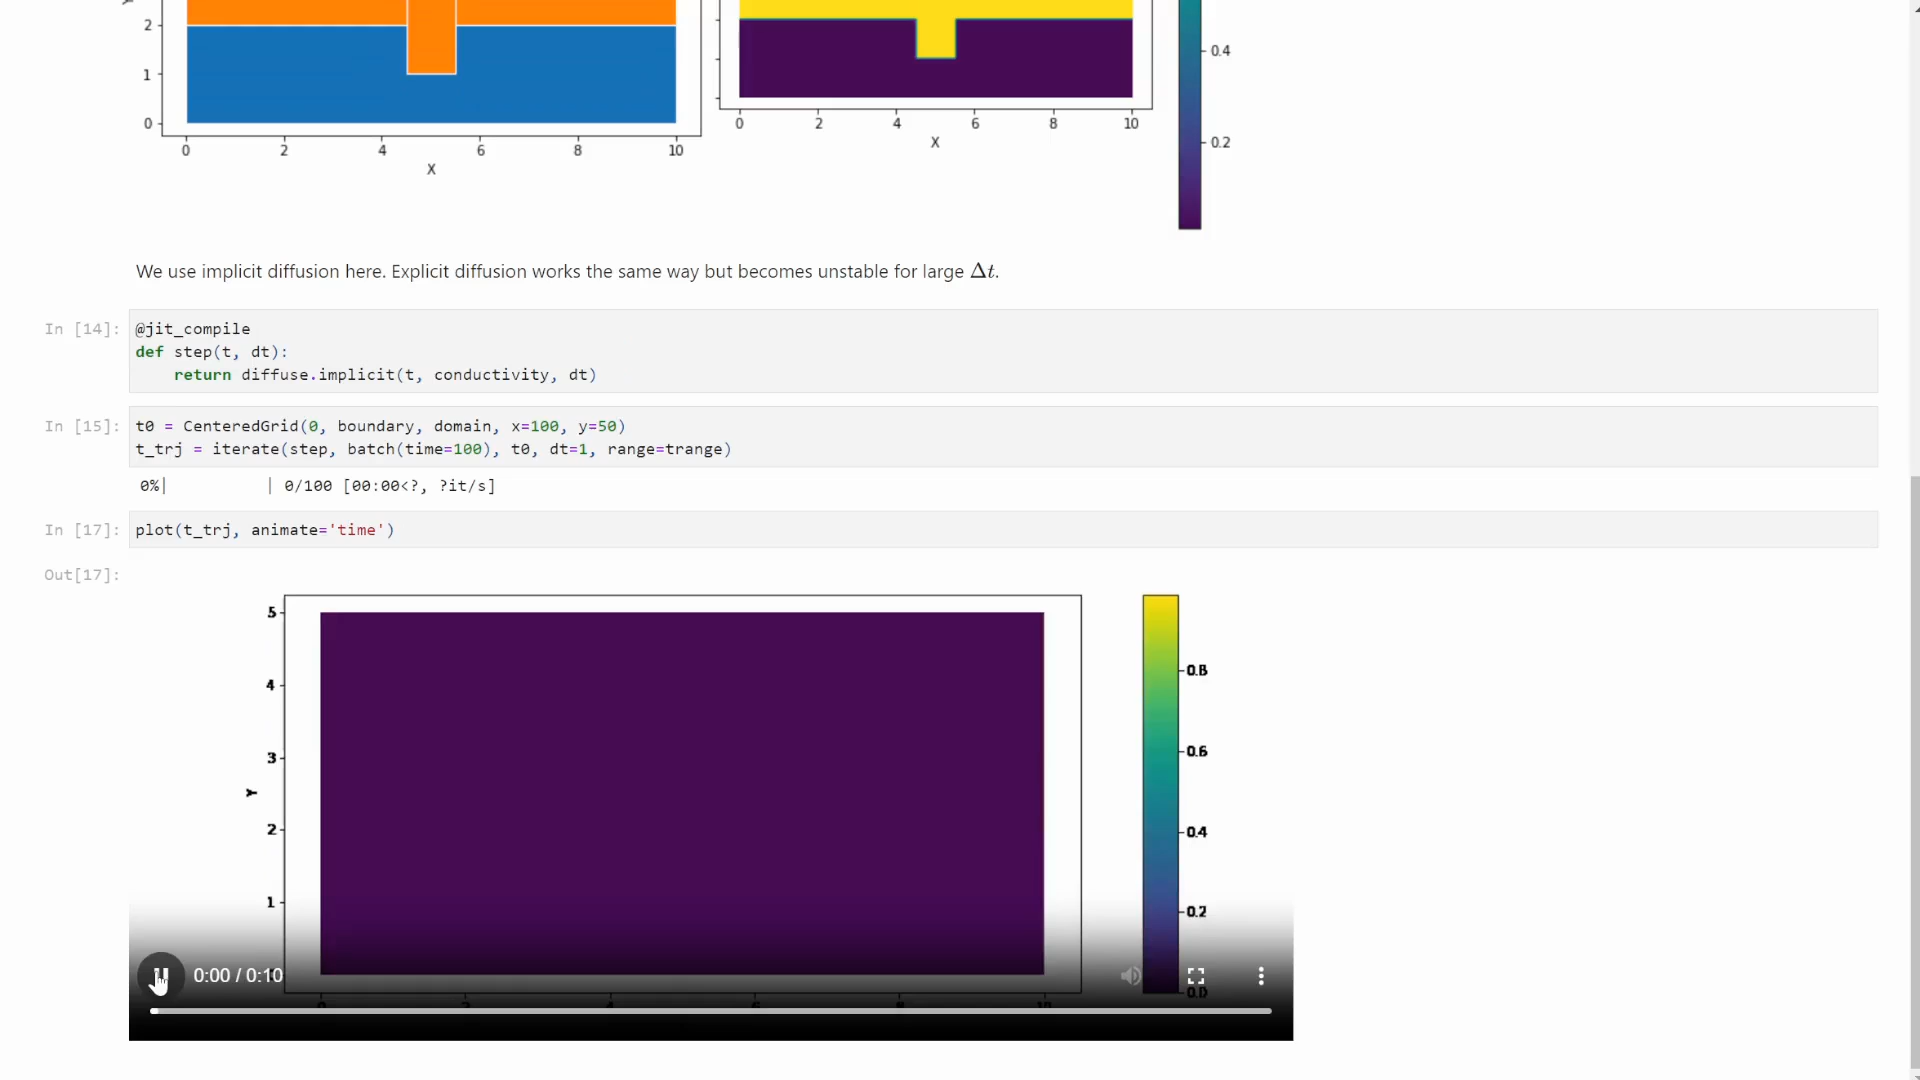 2
1
0
0 2 4 6 8 10
X
0 2 4 6 8 10
X
0.4
0.2
We use implicit diffusion here. Explicit diffusion works the same way but becomes unstable for large Δt.
In [14]: @jit_compile
def step(t, dt):
    return diffuse.implicit(t, conductivity, dt)
In [15]: t0 = CenteredGrid(0, boundary, domain, x=100, y=50)
t_trj = iterate(step, batch(time=100), t0, dt=1, range=trange)
0%| | 0/100 [00:00<?, ?it/s]
In [17]: plot(t_trj, animate='time')
Out[17]:
5
4
3
Y
2
1
0.8
0.6
0.4
0.2
0.0
0:00 / 0:10